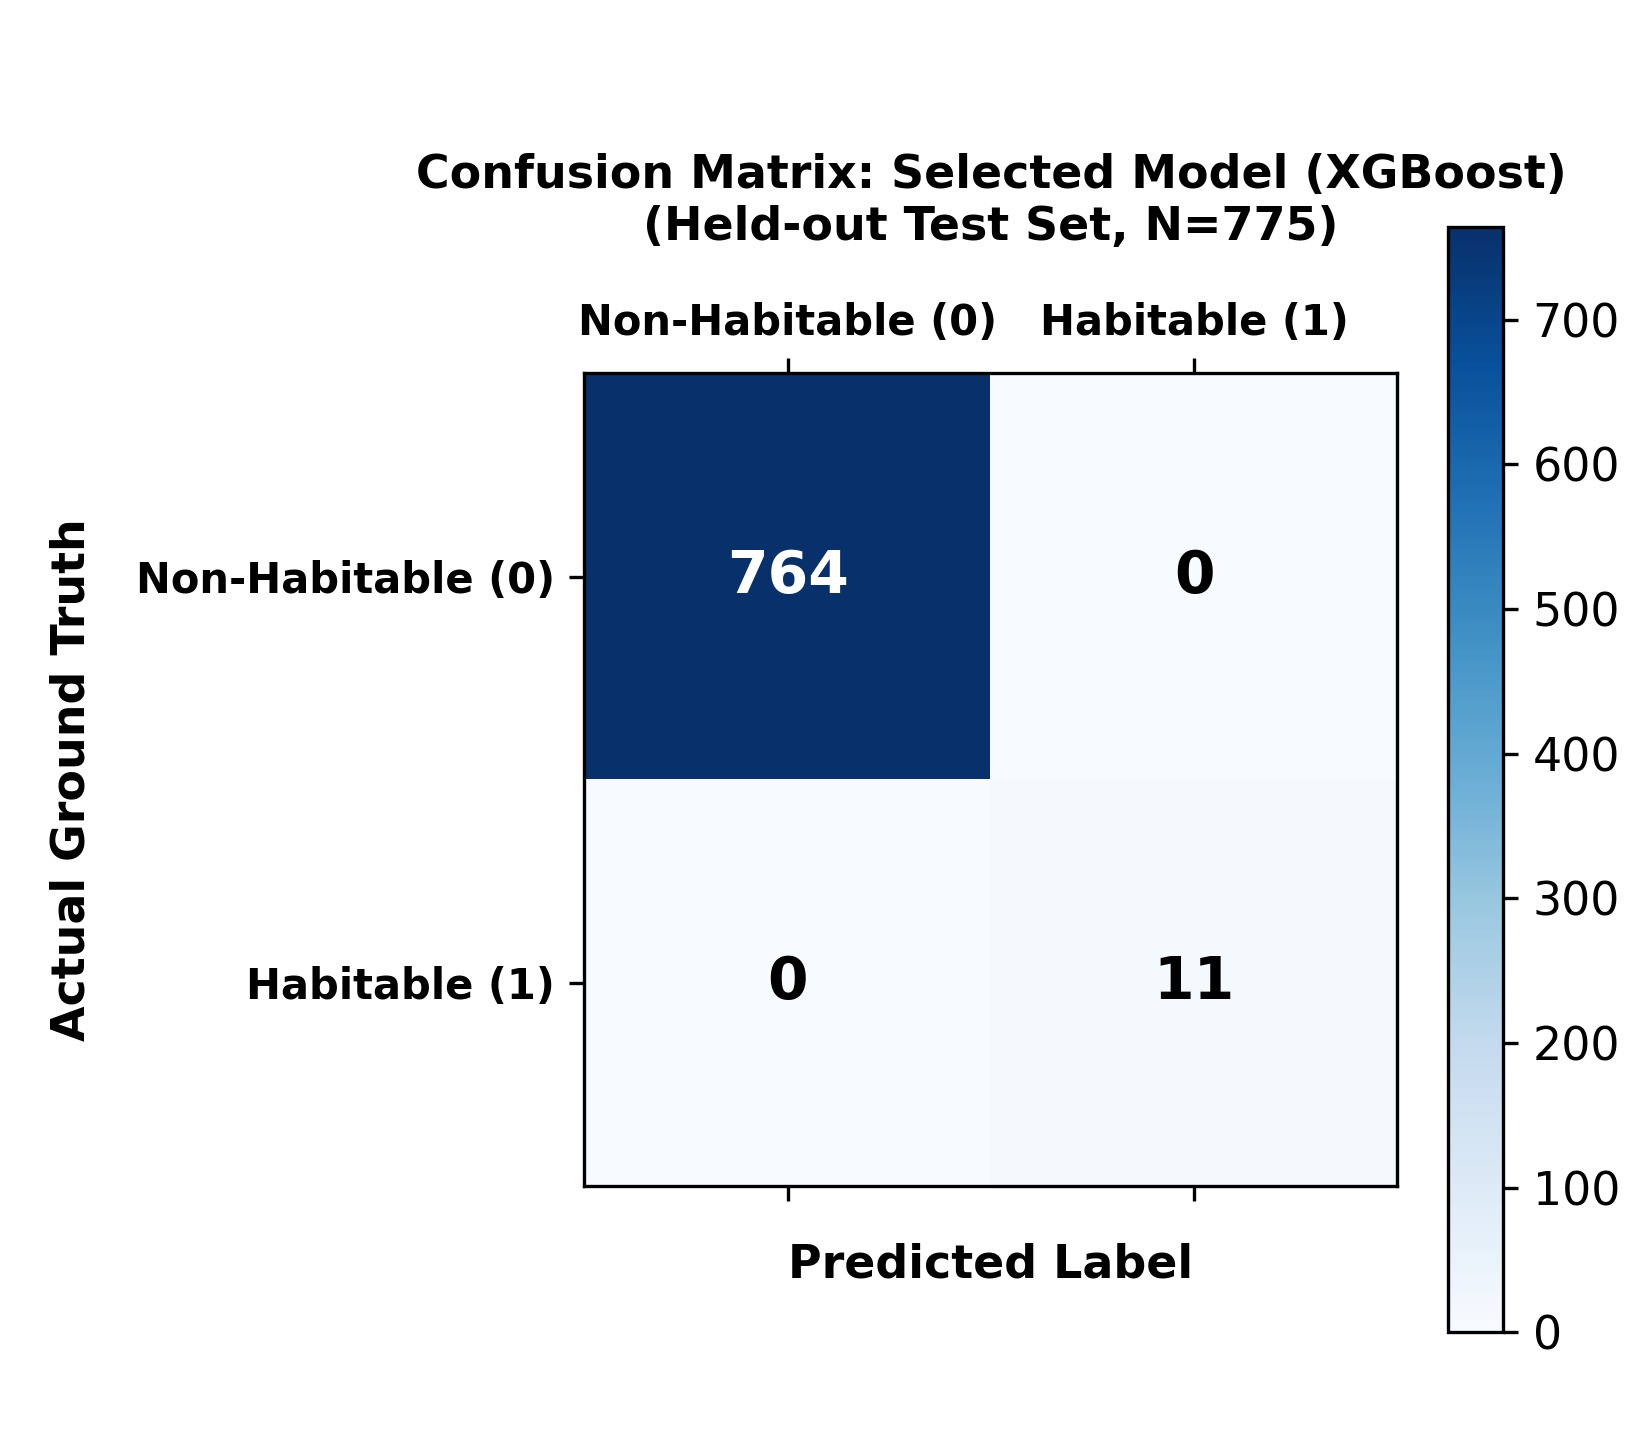 Confusion Matrix: Selected Model (XGBoost)
(Held-out Test Set, N=775)
Non-Habitable (0) Habitable (1)
Actual Ground Truth
Non-Habitable (0)
764 0
Habitable (1)
0 11
Predicted Label
700
600
500
400
300
200
100
0